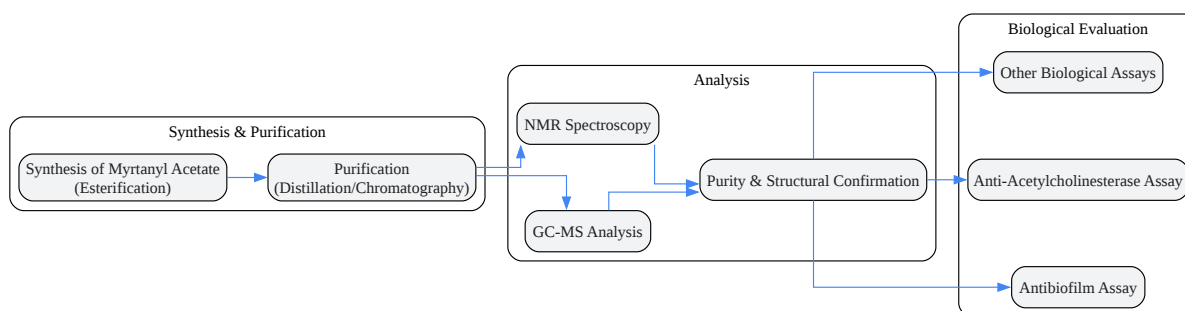 Synthesis & Purification
Synthesis of Myrtanyl Acetate
(Esterification)
Purification
(Distillation/Chromatography)
Analysis
NMR Spectroscopy
GC-MS Analysis
Purity & Structural Confirmation
Biological Evaluation
Other Biological Assays
Anti-Acetylcholinesterase Assay
Antibiofilm Assay